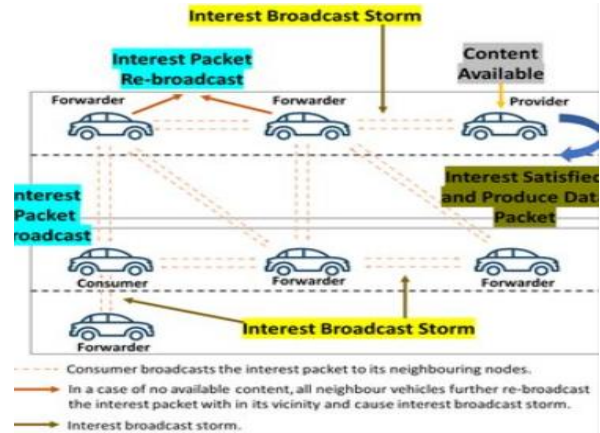 Interest Broadcast Storm
Interest Packet
Re-broadcast
Content
Available
Forwarder
Forwarder
Provider
nterest
Packet
roadcast
Interest Satisfied
and Produce Data
Packet
Consumer
Forwarder
Forwarder
Interest Broadcast Storm
Forwarder
Consumer broadcasts the interest packet to its neighbouring nodes.
In a case of no available content, all neighbour vehicles further re-broadcast
the interest packet with in its vicinity and cause interest broadcast storm.
Interest broadcast storm.